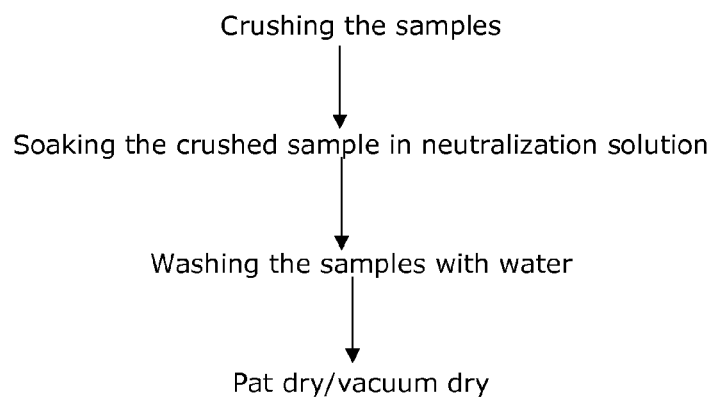 Crushing the samples
Soaking the crushed sample in neutralization solution
Washing the samples with water
Pat dry/vacuum dry